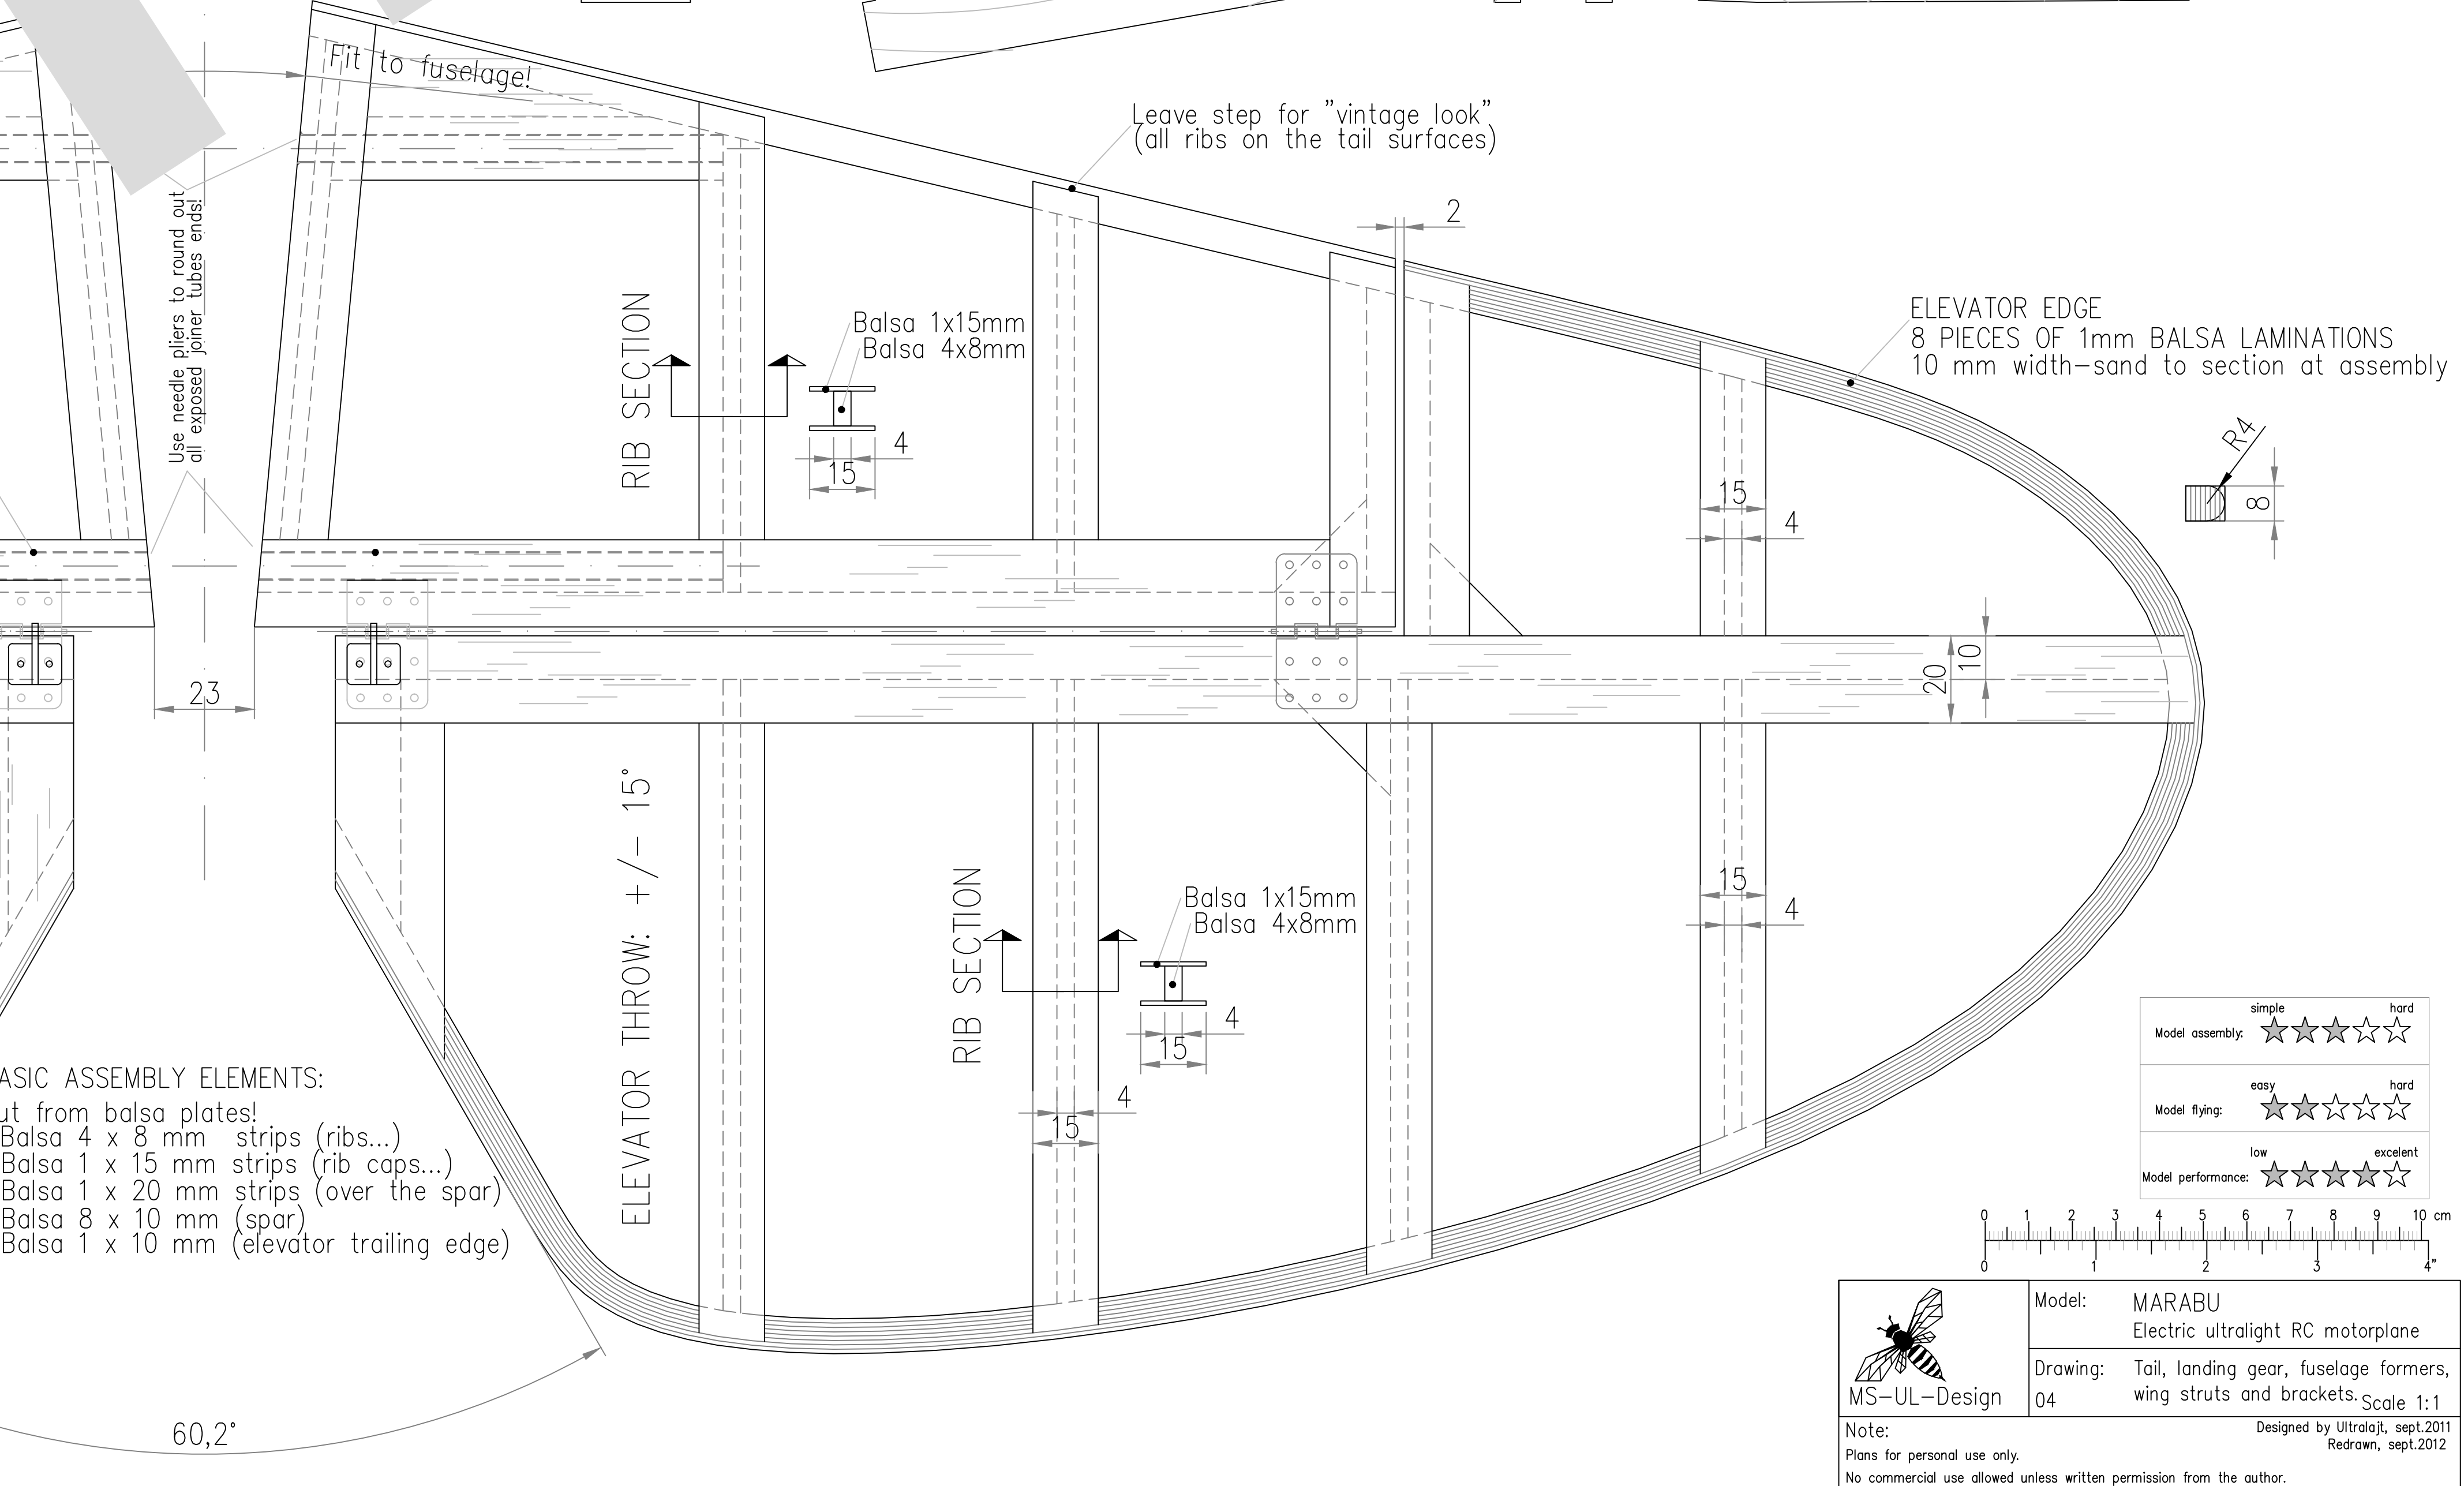 Fit to fuselage!
Leave step for "vintage look"
(all ribs on the tail surfaces)
2
Use needle pliers to round out
all exposed joiner tubes ends!
RIB SECTION
Balsa 1x15mm
Balsa 4x8mm
4
15
ELEVATOR EDGE
8 PIECES OF 1mm BALSA LAMINATIONS
10 mm width-sand to section at assembly
R4
8
15
4
23
20
10
ELEVATOR THROW: +/- 15°
RIB SECTION
Balsa 1x15mm
Balsa 4x8mm
4
15
15
4
4
15
ASIC ASSEMBLY ELEMENTS:
ut from balsa plates!
Balsa 4 x 8 mm strips (ribs...)
Balsa 1 x 15 mm strips (rib caps...)
Balsa 1 x 20 mm strips (over the spar)
Balsa 8 x 10 mm (spar)
Balsa 1 x 10 mm (elevator trailing edge)
60,2°
simple hard
Model assembly:
easy hard
Model flying:
low excelent
Model performance:
0 1 2 3 4 5 6 7 8 9 10 cm
0 1 2 3 4"
MS-UL-Design
Model: MARABU
Electric ultralight RC motorplane
Drawing: Tail, landing gear, fuselage formers,
04 wing struts and brackets. Scale 1:1
Note:
Designed by Ultralajt, sept.2011
Redrawn, sept.2012
Plans for personal use only.
No commercial use allowed unless written permission from the author.